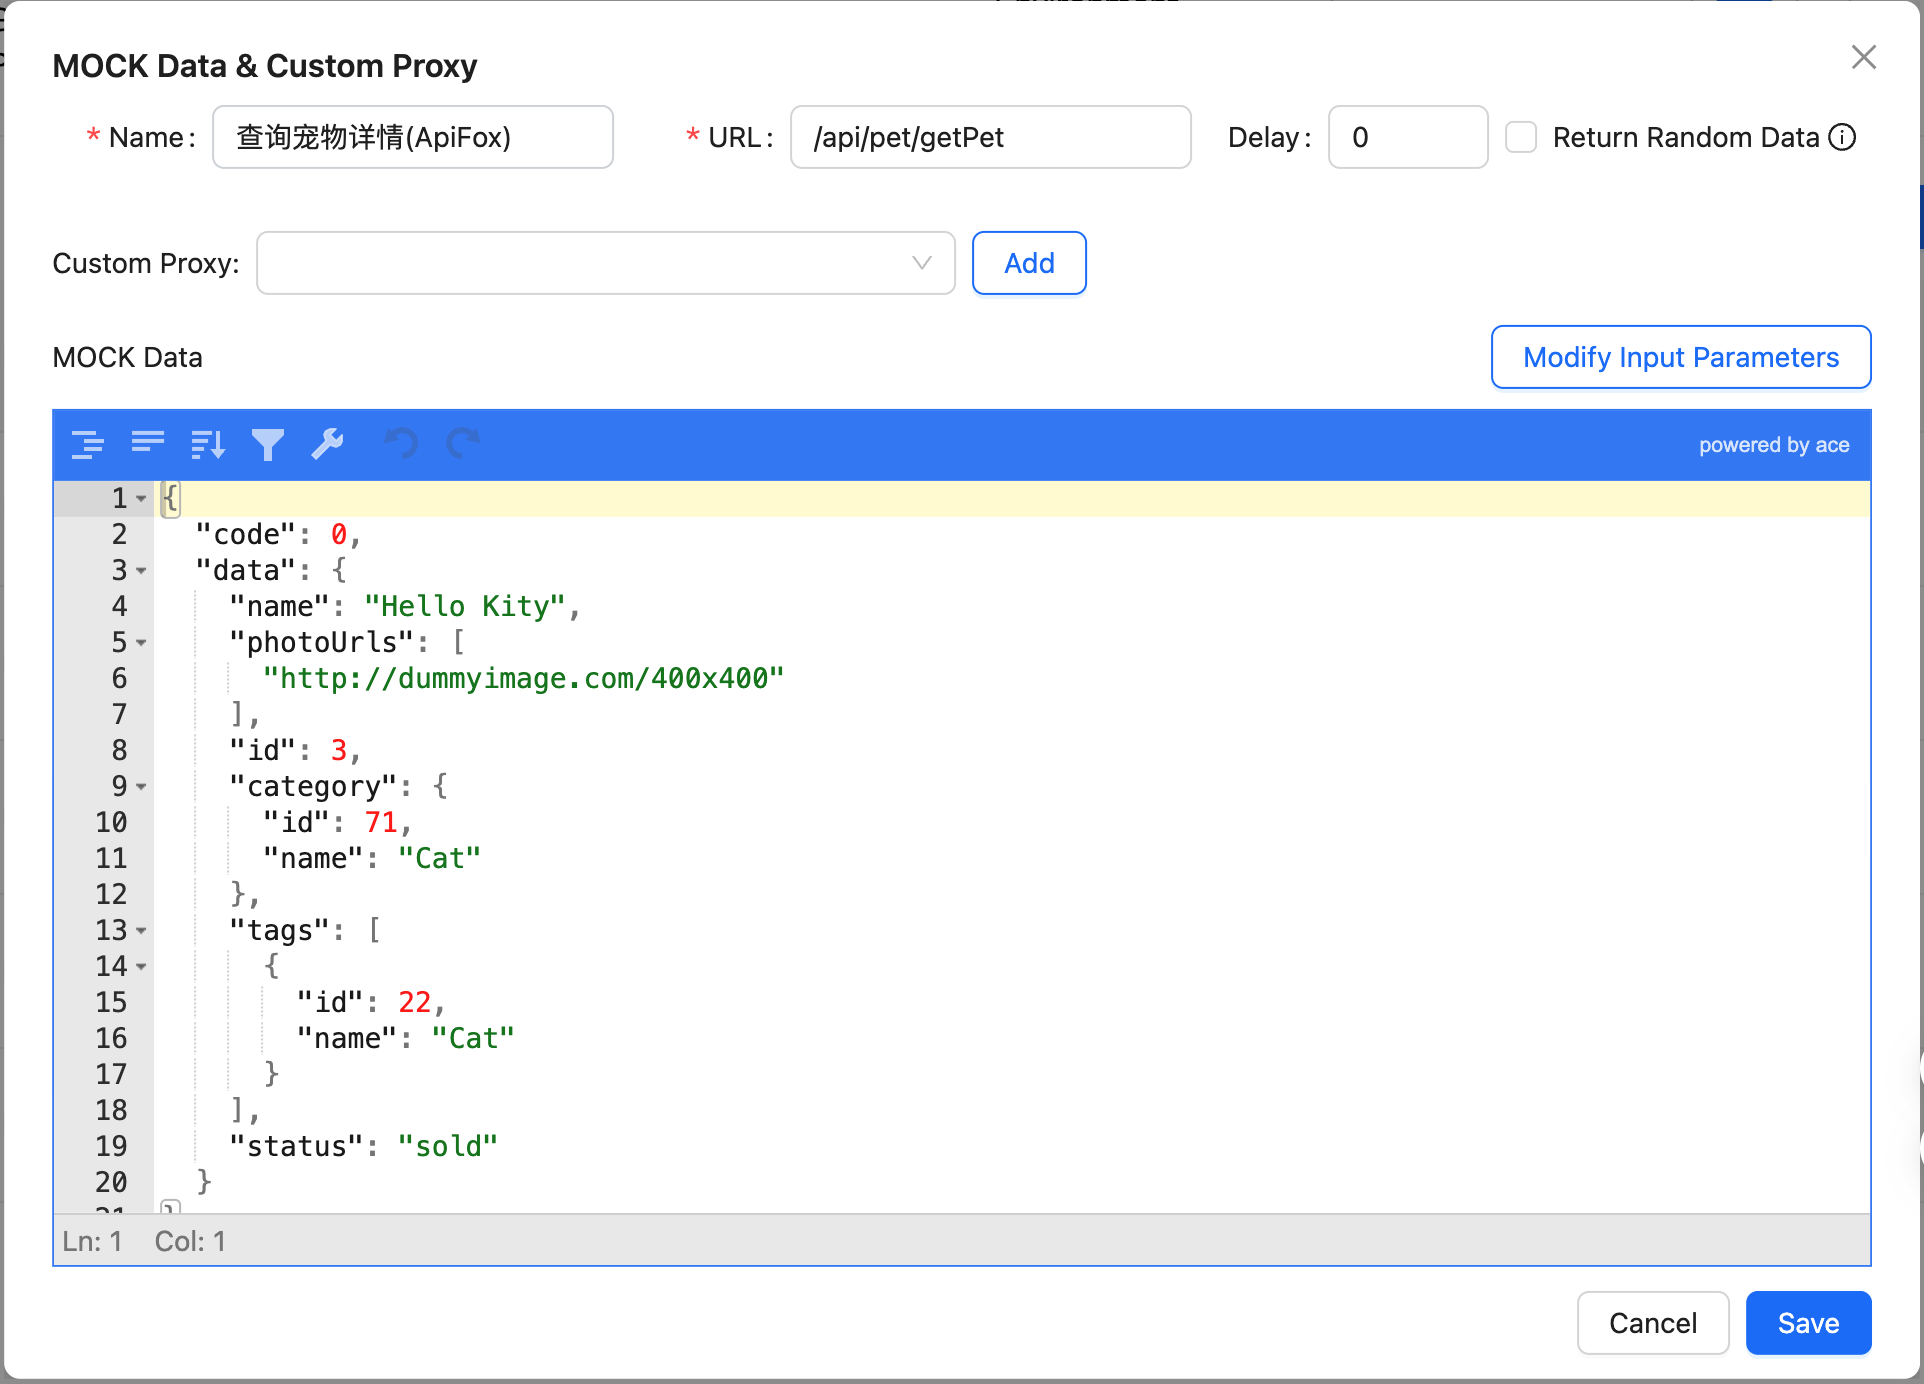 MOCK Data & Custom Proxy
* Name : 查询宠物详情(ApiFox) * URL : /api/pet/getPet Delay : 0 Return Random Data
Custom Proxy: Add
MOCK Data Modify Input Parameters
powered by ace
1 {
2 "code": 0,
3 "data": {
4 "name": "Hello Kity",
5 "photoUrls": [
6 "http://dummyimage.com/400x400"
7 ],
8 "id": 3,
9 "category": {
10 "id": 71,
11 "name": "Cat"
12 },
13 "tags": [
14 {
15 "id": 22,
16 "name": "Cat"
17 }
18 ],
19 "status": "sold"
20 }
21 }
Ln: 1 Col: 1
Cancel Save